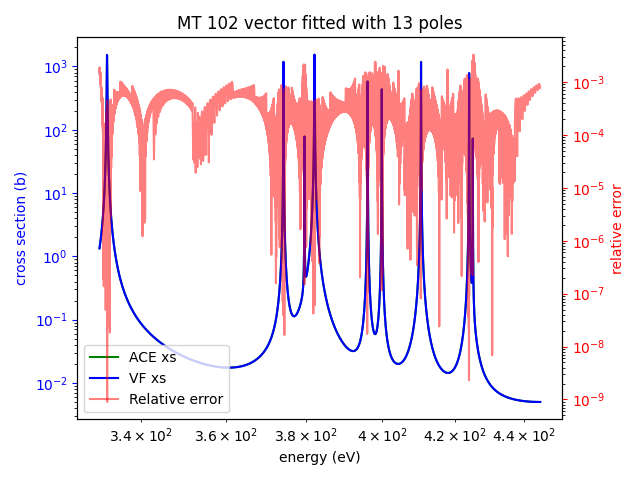 MT 102 vector fitted with 13 poles
10³
10²
10¹
10⁰
10⁻¹
10⁻²
cross section (b)
10⁻³
10⁻⁴
10⁻⁵
10⁻⁶
10⁻⁷
10⁻⁸
10⁻⁹
relative error
ACE xs
VF xs
Relative error
3.4 × 10² 3.6 × 10² 3.8 × 10² 4 × 10² 4.2 × 10² 4.4 × 10²
energy (eV)